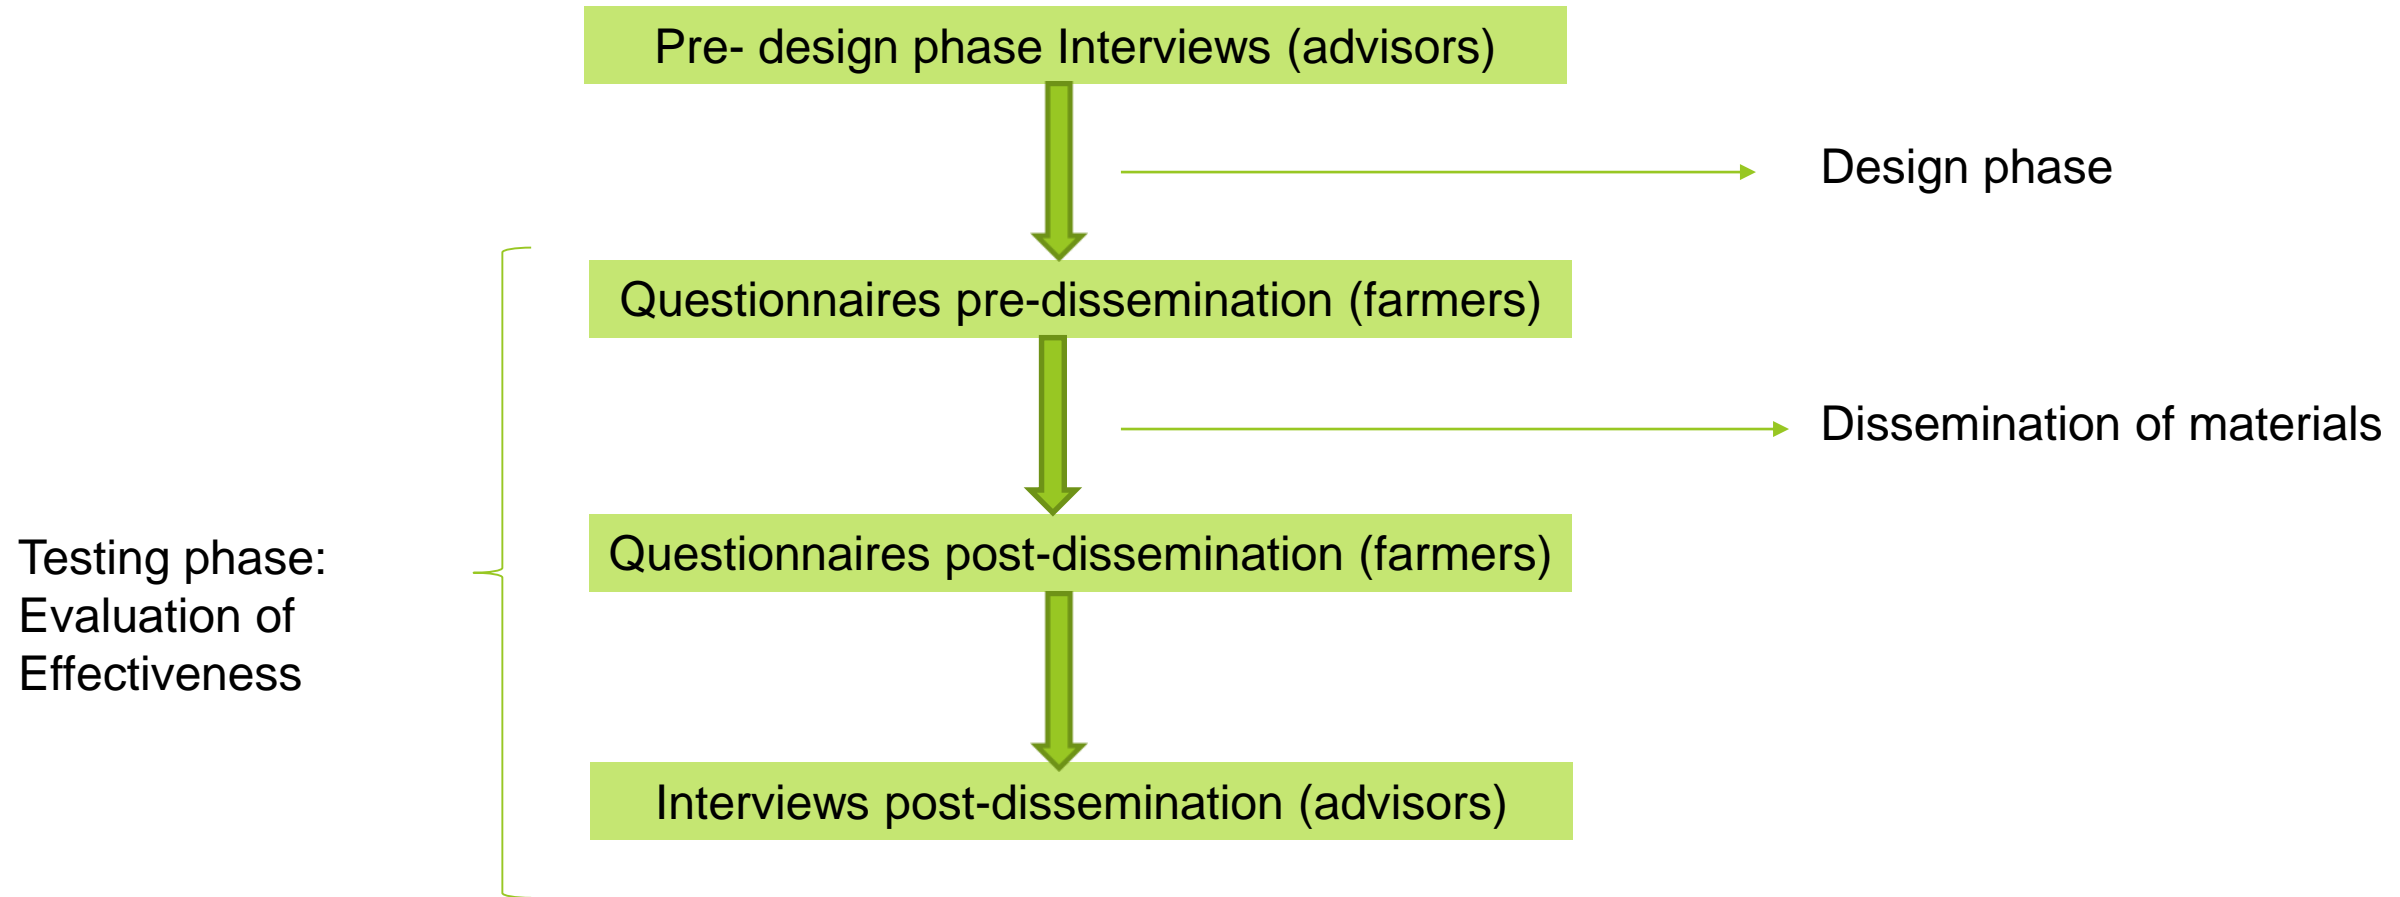 Pre- design phase Interviews (advisors)
Design phase
Questionnaires pre-dissemination (farmers)
Dissemination of materials
Questionnaires post-dissemination (farmers)
Testing phase:
Evaluation of
Effectiveness
Interviews post-dissemination (advisors)